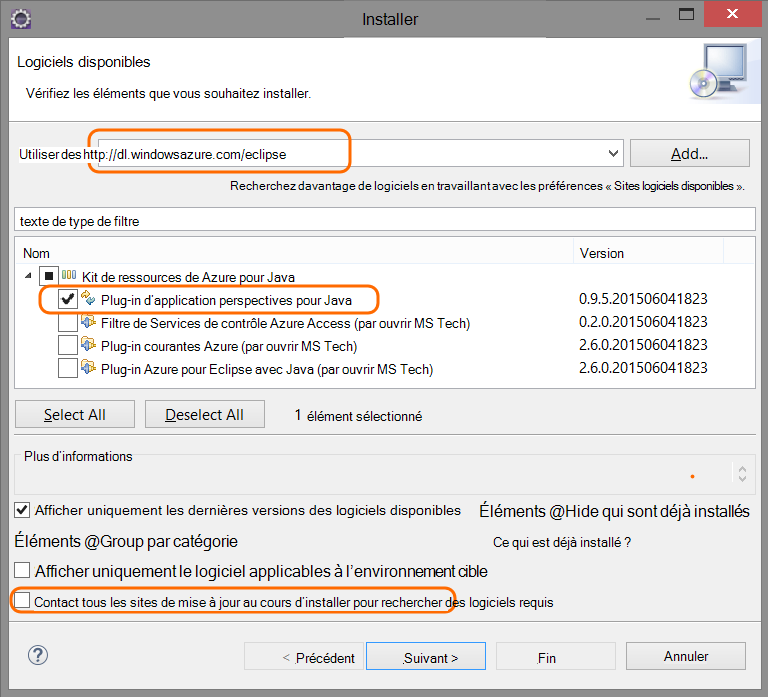 Installer
Logiciels disponibles
Vérifiez les éléments que vous souhaitez installer.
Utiliser des http://dl.windowsazure.com/eclipse
Add...
Recherchez davantage de logiciels en travaillant avec les préférences « Sites logiciels disponibles ».
texte de type de filtre
Nom Version
Kit de ressources de Azure pour Java
Plug-in d'application perspectives pour Java 0.9.5.201506041823
Filtre de Services de contrôle Azure Access (par ouvrir MS Tech) 0.2.0.201506041823
Plug-in courantes Azure (par ouvrir MS Tech) 2.6.0.201506041823
Plug-in Azure pour Eclipse avec Java (par ouvrir MS Tech) 2.6.0.201506041823
Select All Deselect All 1 élément sélectionné
Plus d'informations
Afficher uniquement les dernières versions des logiciels disponibles Éléments @Hide qui sont déjà installés
Éléments @Group par catégorie Ce qui est déjà installé ?
Afficher uniquement le logiciel applicables à l'environnement cible
Contact tous les sites de mise à jour au cours d'installer pour rechercher des logiciels requis
? < Précédent Suivant > Fin Annuler